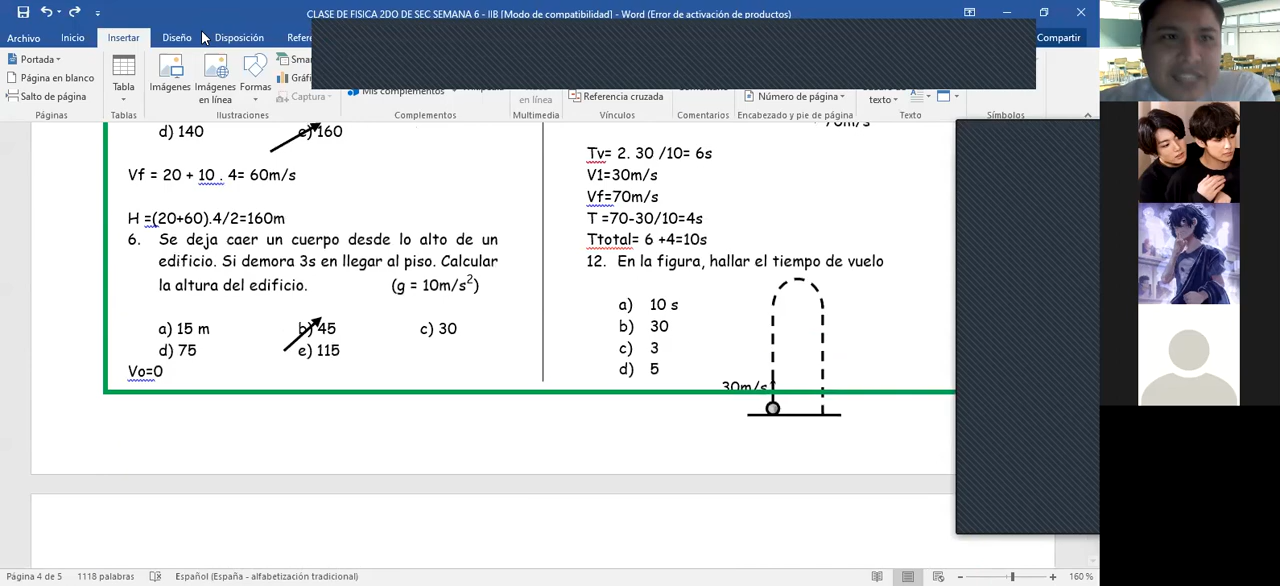 CLASE DE FISICA 2DO DE SEC SEMANA 6 - IIB [Modo de compatibilidad] - Word (Error de activación de productos)
Archivo Inicio Insertar Diseño Disposición Compartir
Portada
Página en blanco
Salto de página
Páginas
Tabla
Tablas
Imágenes
Imágenes en línea
Formas
Captura
Ilustraciones
Mis complementos
Complementos
en línea
Multimedia
Referencia cruzada
Vínculos
Comentarios
Número de página
Encabezado y pie de página
texto
Texto
Símbolos
d) 140 e) 160
Vf = 20 + 10 . 4= 60m/s
H =(20+60).4/2=160m
6. Se deja caer un cuerpo desde lo alto de un
edificio. Si demora 3s en llegar al piso. Calcular
la altura del edificio. (g = 10m/s²)
a) 15 m b) 45 c) 30
d) 75 e) 115
Vo=0
Tv= 2. 30 /10= 6s
V1=30m/s
Vf=70m/s
T =70-30/10=4s
Ttotal= 6 +4=10s
12. En la figura, hallar el tiempo de vuelo
a) 10 s
b) 30
c) 3
d) 5
30m/s
Página 4 de 5 1118 palabras Español (España - alfabetización tradicional) 160 %